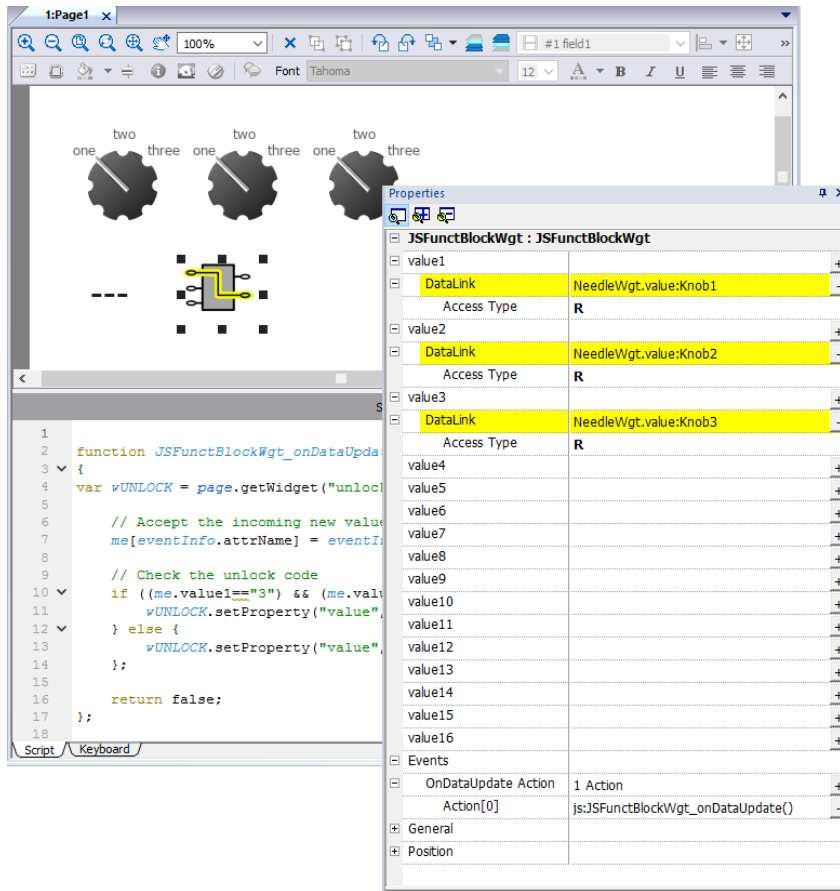 1:Page1 x
100% #1 field1 »
Font Tahoma 12 A B I U
two two two
one three one three one three
---
1
2 function JSFunctBlockWgt_onDataUpda
3 {
4 var wUNLOCK = page.getWidget("unloc
5
6 // Accept the incoming new value
7 me[eventInfo.attrName] = eventI
8
9 // Check the unlock code
10 if ((me.value1=="3") && (me.valu
11 wUNLOCK.setProperty("value",
12 } else {
13 wUNLOCK.setProperty("value",
14 };
15
16 return false;
17 };
18
Script Keyboard
Properties
JSFunctBlockWgt : JSFunctBlockWgt
value1
DataLink NeedleWgt.value:Knob1
Access Type R
value2
DataLink NeedleWgt.value:Knob2
Access Type R
value3
DataLink NeedleWgt.value:Knob3
Access Type R
value4
value5
value6
value7
value8
value9
value10
value11
value12
value13
value14
value15
value16
Events
OnDataUpdate Action 1 Action
Action[0] js:JSFunctBlockWgt_onDataUpdate()
General
Position